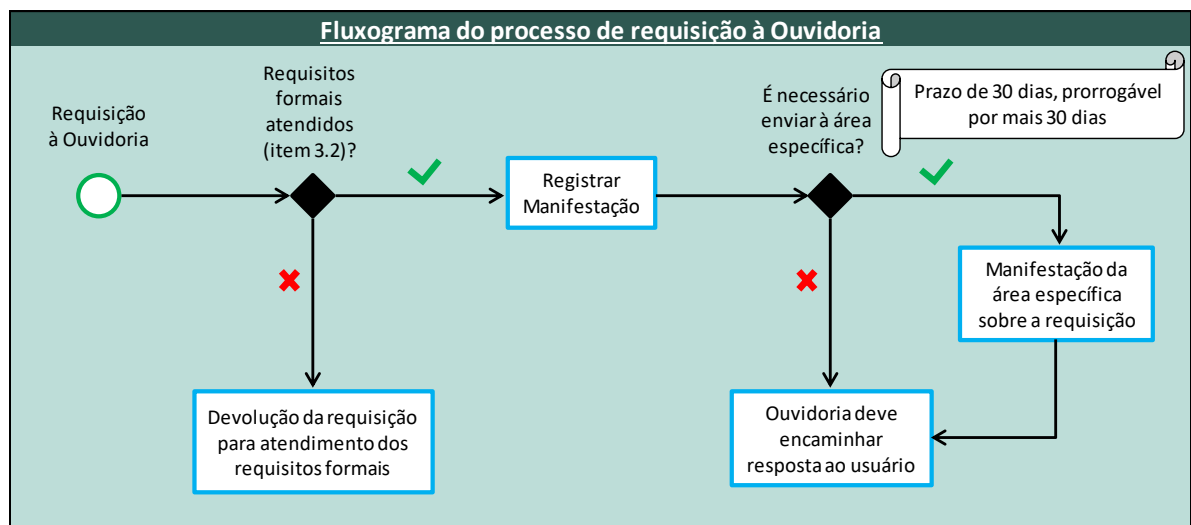 Fluxograma do processo de requisição à Ouvidoria
Requisição
à Ouvidoria
Requisitos
formais
atendidos
(item 3.2)?
Registrar
Manifestação
É necessário
enviar à área
específica?
Prazo de 30 dias, prorrogável
por mais 30 dias
Manifestação da
área específica
sobre a requisição
Devolução da requisição
para atendimento dos
requisitos formais
Ouvidoria deve
encaminhar
resposta ao usuário